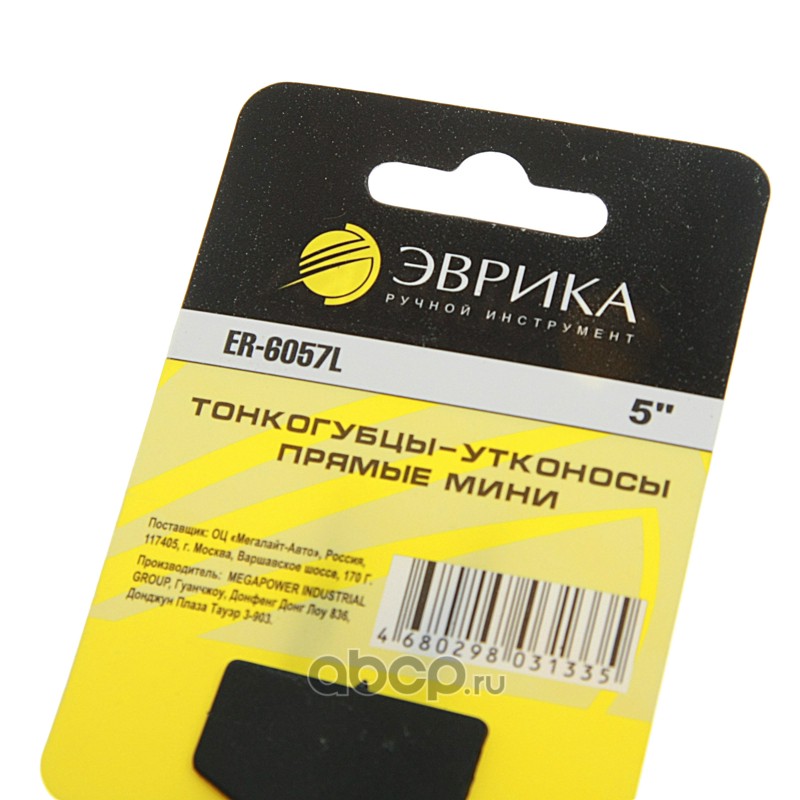 ЭВРИКА
РУЧНОЙ ИНСТРУМЕНТ
ER-6057L
5"
ТОНКОГУБЦЫ-УТКОНОСЫ
ПРЯМЫЕ МИНИ
Поставщик: ОЦ «Мегалайт-Авто», Россия,
117405, г. Москва, Варшавское шоссе, 170 Г.
Производитель: MEGAPOWER INDUSTRIAL
GROUP, Гуанчжоу, Донфенг Донг Лоу 836,
Донджун Плаза Тауэр 3-903.
4 680298 031335
abcp.ru